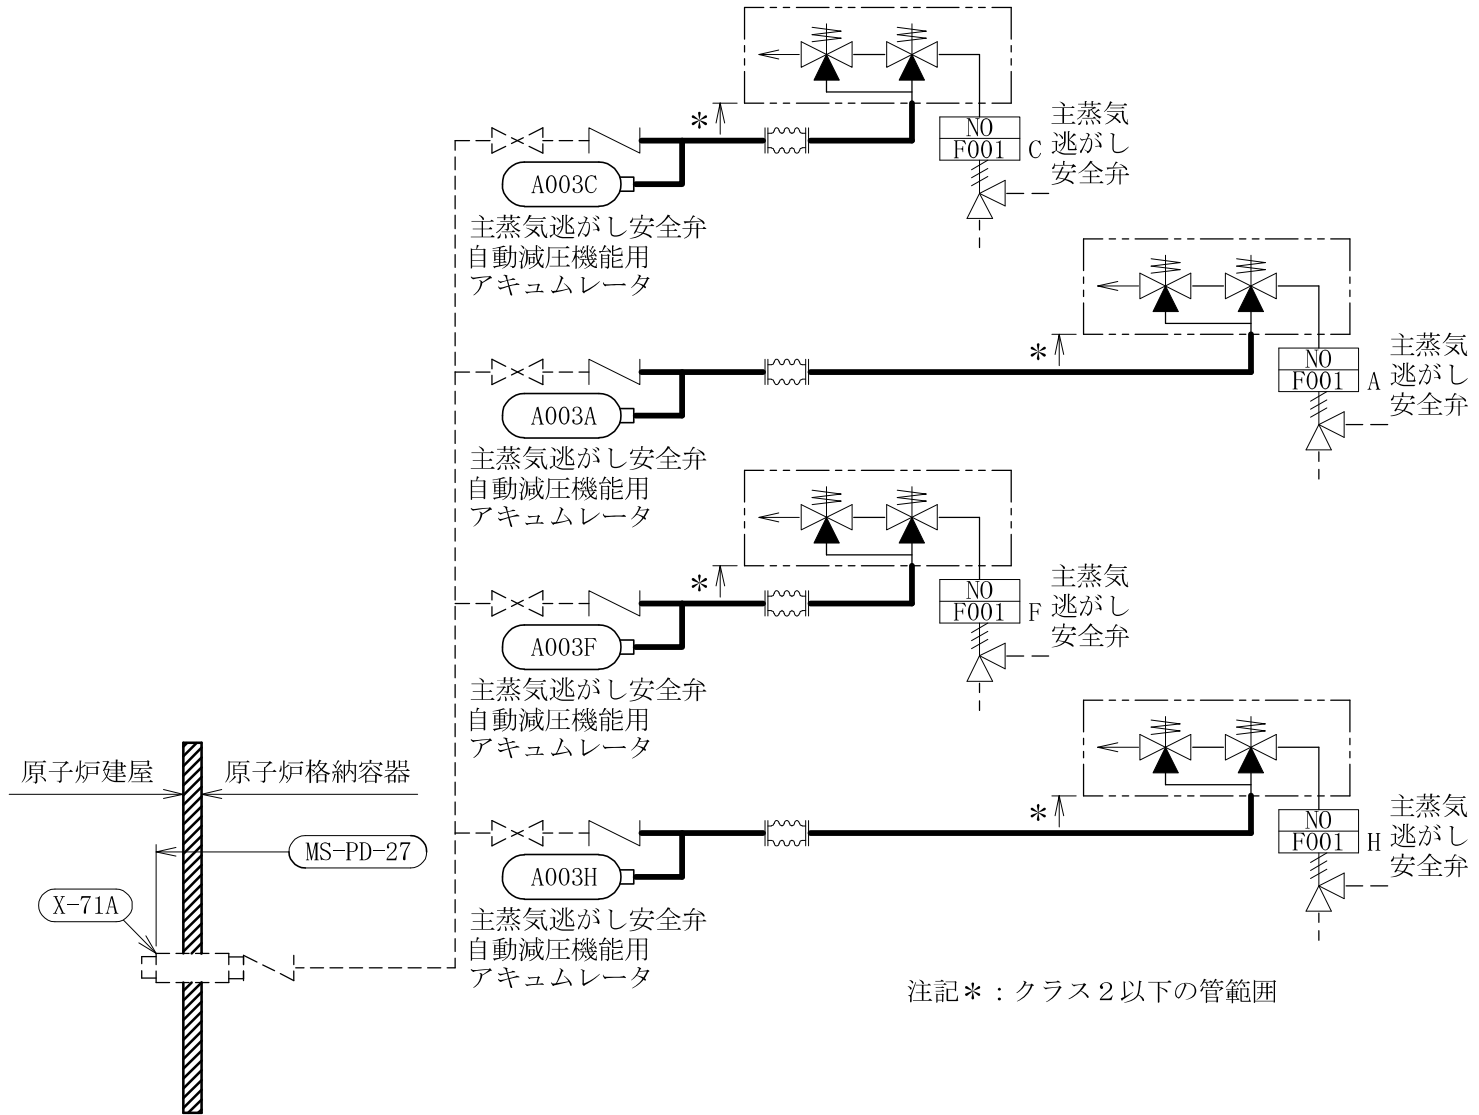 *
NO
F001 C
主蒸気
逃がし
安全弁
A003C
主蒸気逃がし安全弁
自動減圧機能用
アキュムレータ
*
NO
F001 A
主蒸気
逃がし
安全弁
A003A
主蒸気逃がし安全弁
自動減圧機能用
アキュムレータ
*
NO
F001 F
主蒸気
逃がし
安全弁
A003F
主蒸気逃がし安全弁
自動減圧機能用
アキュムレータ
*
NO
F001 H
主蒸気
逃がし
安全弁
A003H
主蒸気逃がし安全弁
自動減圧機能用
アキュムレータ
原子炉建屋
原子炉格納容器
MS-PD-27
X-71A
注記＊：クラス２以下の管範囲